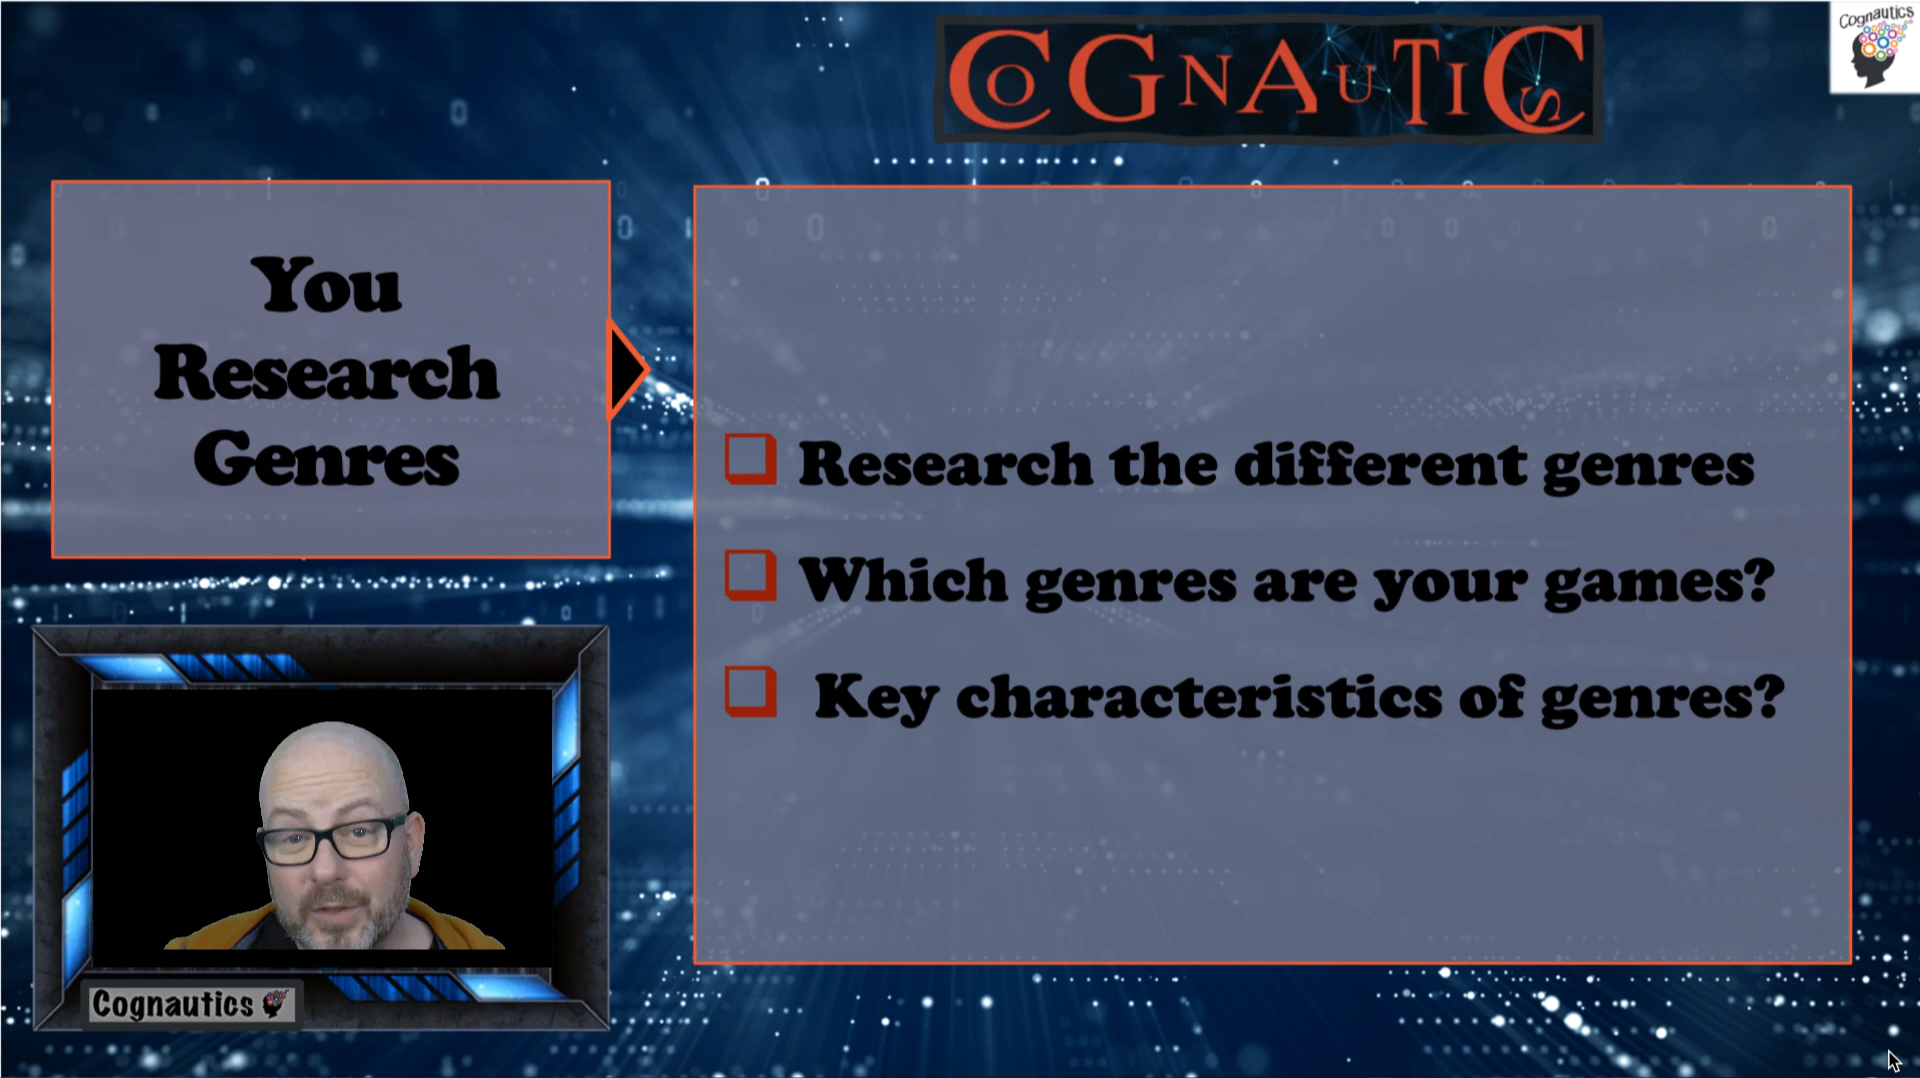 COGNAUTICS
Cognautics
You
Research
Genres
Research the different genres
Which genres are your games?
Key characteristics of genres?
Cognautics